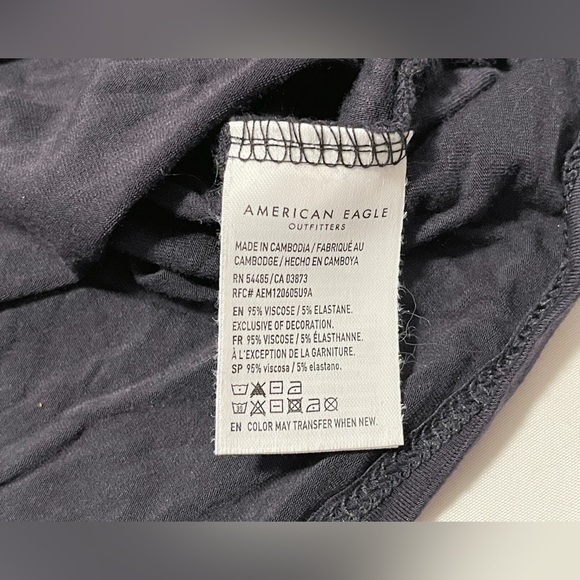 AMERICAN EAGLE
OUTFITTERS
MADE IN CAMBODIA / FABRIQUÉ AU
CAMBODGE / HECHO EN CAMBOYA
RN 54485 / CA 03873
RFC# AEM120605U9A
EN 95% VISCOSE / 5% ELASTANE.
EXCLUSIVE OF DECORATION.
FR 95% VISCOSE / 5% ÉLASTHANNE.
À L'EXCEPTION DE LA GARNITURE.
SP 95% viscosa / 5% elastano.
EN COLOR MAY TRANSFER WHEN NEW.